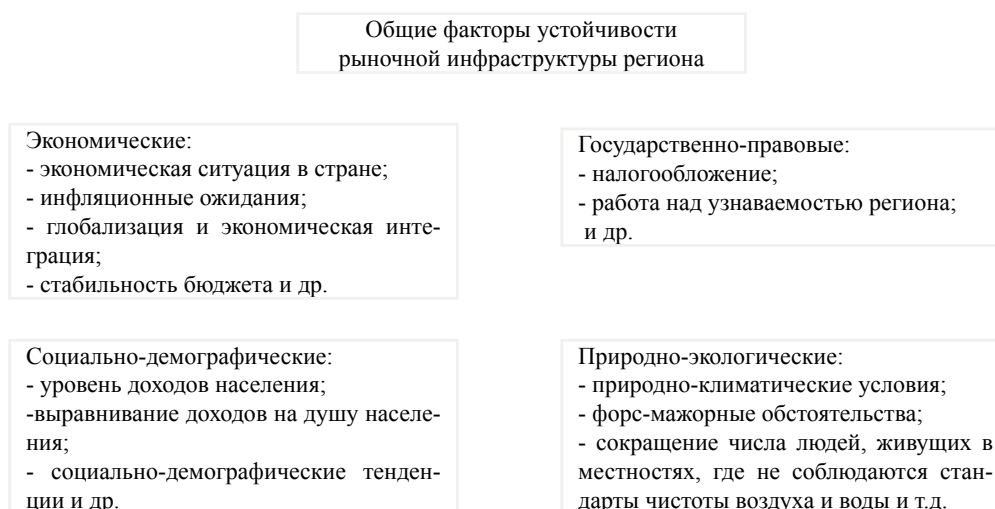 Общие факторы устойчивости
рыночной инфраструктуры региона
Экономические:
- экономическая ситуация в стране;
- инфляционные ожидания;
- глобализация и экономическая инте-
грация;
- стабильность бюджета и др.
Государственно-правовые:
- налогообложение;
- работа над узнаваемостью региона;
и др.
Социально-демографические:
- уровень доходов населения;
-выравнивание доходов на душу населе-
ния;
- социально-демографические тенден-
ции и др.
Природно-экологические:
- природно-климатические условия;
- форс-мажорные обстоятельства;
- сокращение числа людей, живущих в
местностях, где не соблюдаются стан-
дарты чистоты воздуха и воды и т.д.